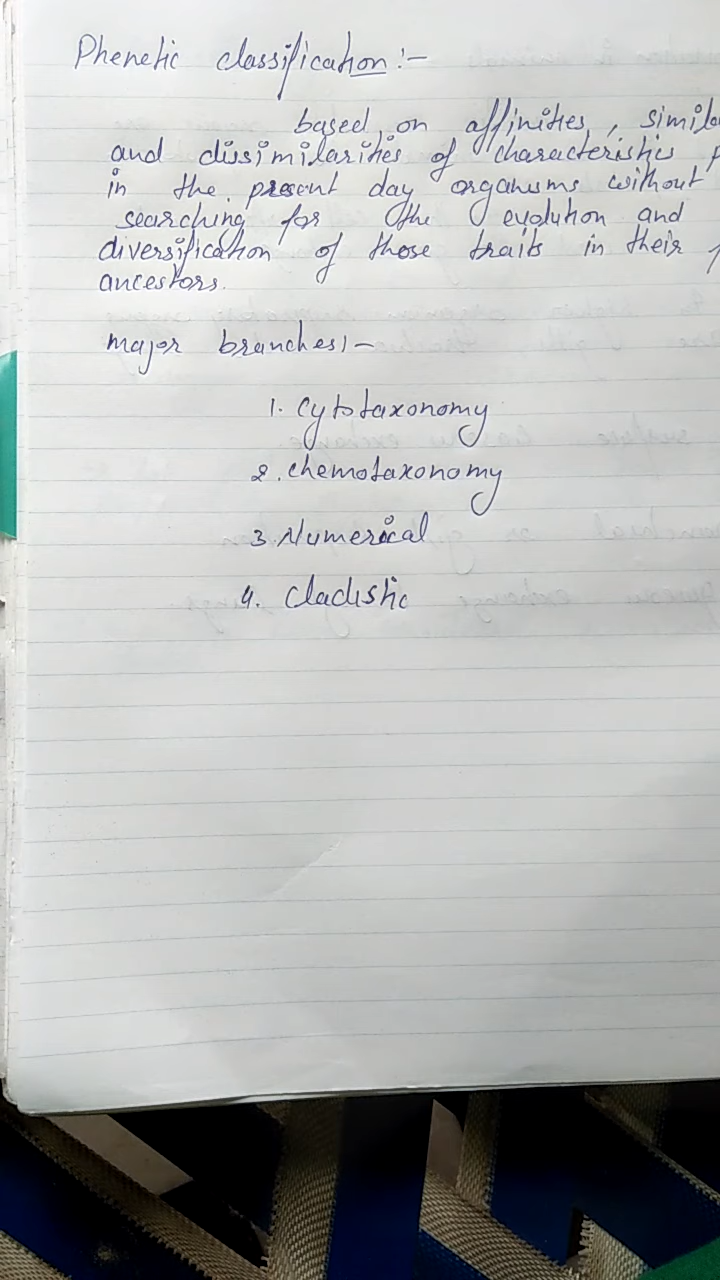 Phenetic classification :-
based on affinities, simila
and dissimilarities of characteristics p
in the present day organisms without
searching for the evolution and
diversification of those traits in their
ancestors.
major branches :-
1. Cytotaxonomy
2. chemotaxonomy
3. Numerical
4. Cladistic